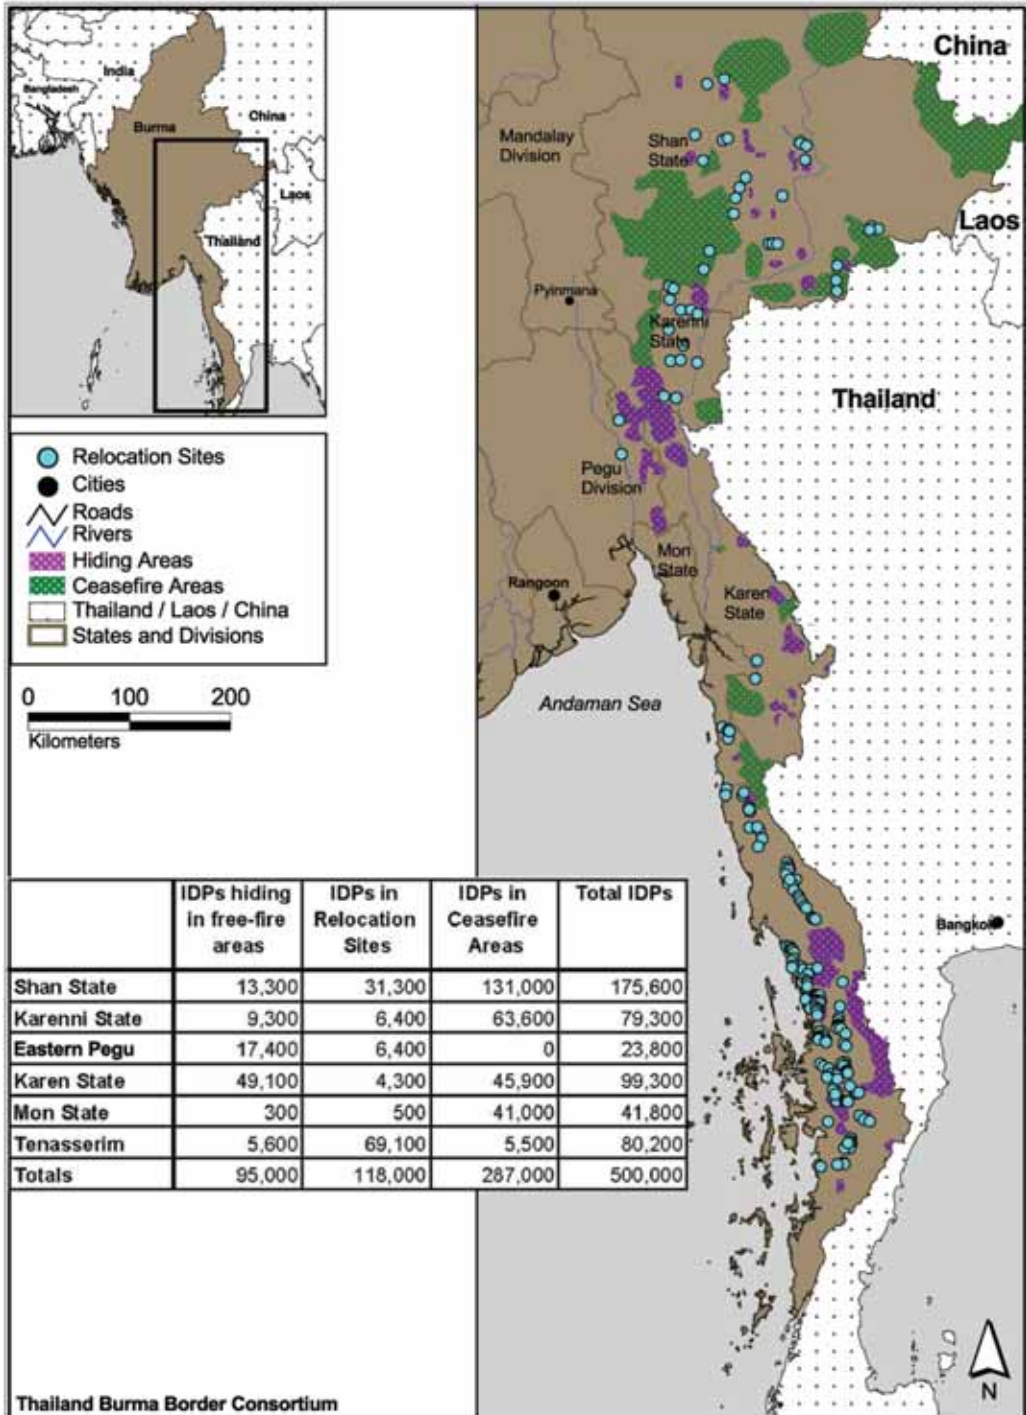 India
Bangladesh
China
Burma
Laos
Thailand
Relocation Sites
Cities
Roads
Rivers
Hiding Areas
Ceasefire Areas
Thailand / Laos / China
States and Divisions
0 100 200
Kilometers
China
Mandalay
Division
Shan
State
Laos
Pyinmana
Karenni
State
Thailand
Pegu
Division
Mon
State
Rangoon
Karen
State
Andaman Sea
Bangkok
IDPs hiding in free-fire areas IDPs in Relocation Sites IDPs in Ceasefire Areas Total IDPs
Shan State 13,300 31,300 131,000 175,600
Karenni State 9,300 6,400 63,600 79,300
Eastern Pegu 17,400 6,400 0 23,800
Karen State 49,100 4,300 45,900 99,300
Mon State 300 500 41,000 41,800
Tenasserim 5,600 69,100 5,500 80,200
Totals 95,000 118,000 287,000 500,000
N
Thailand Burma Border Consortium